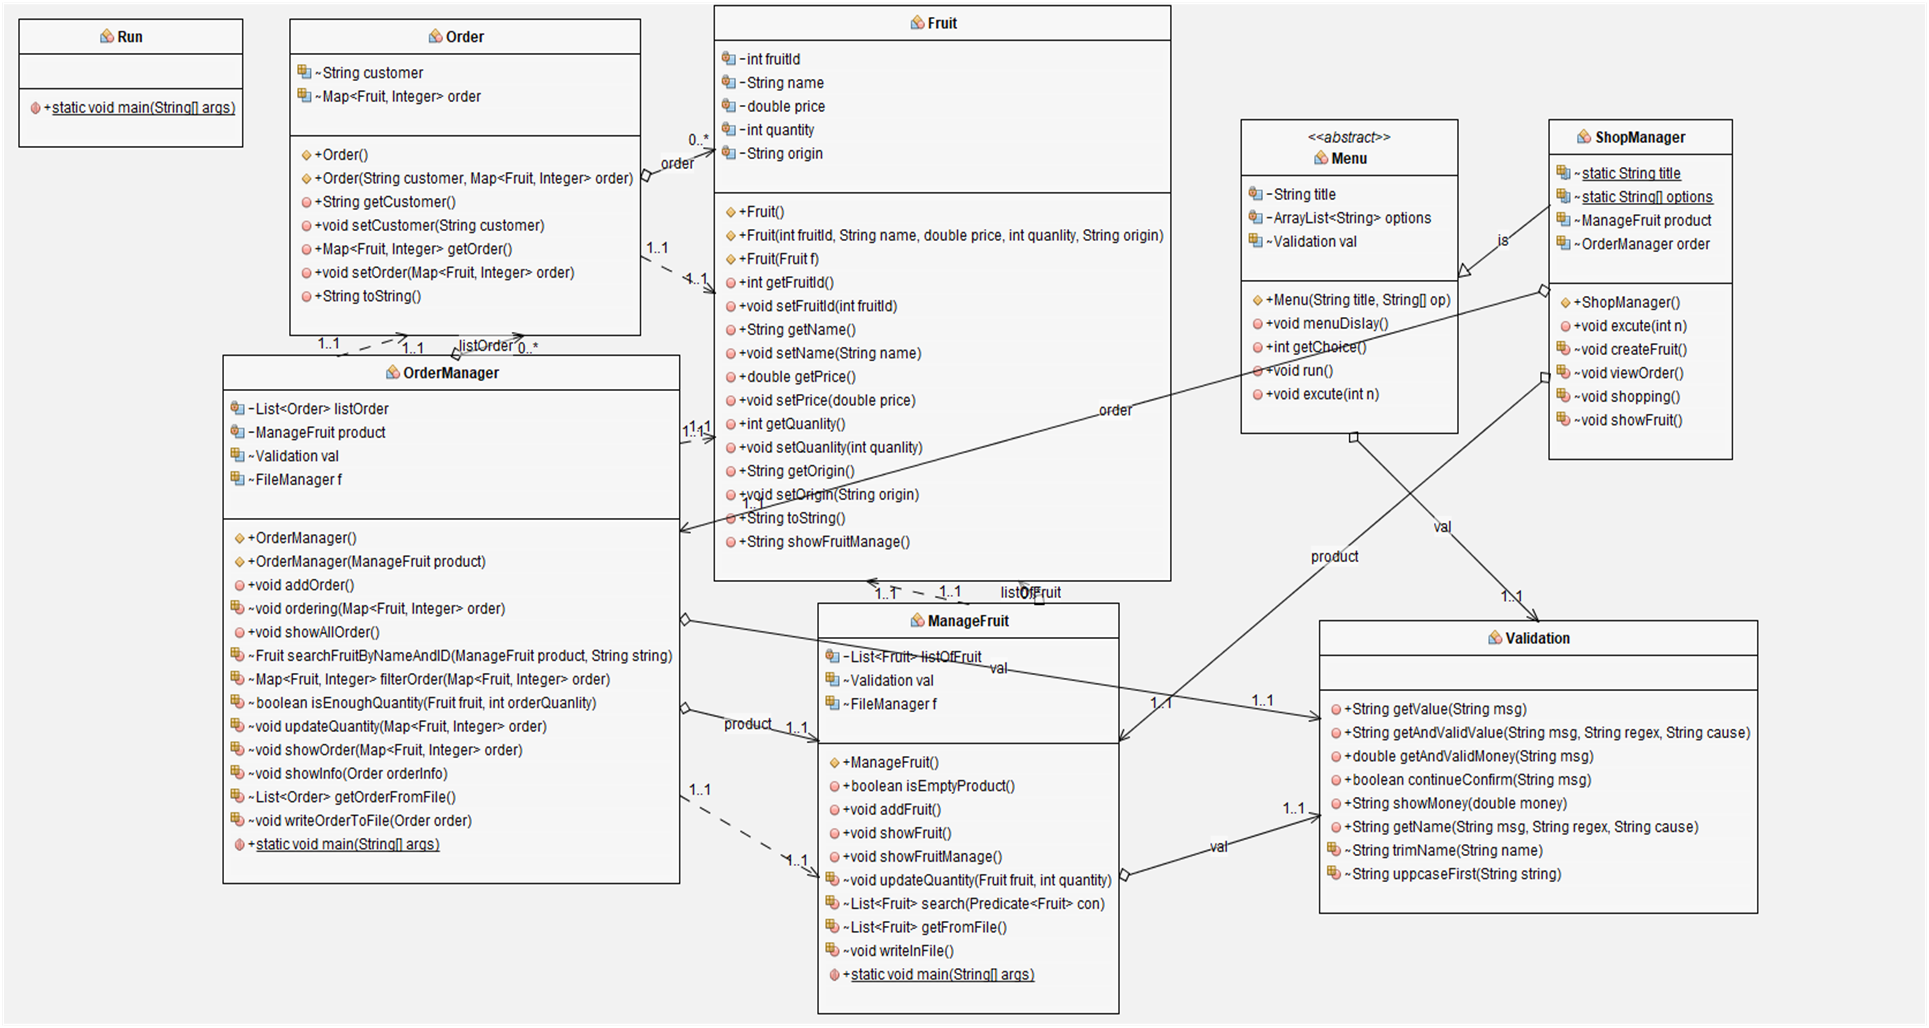 Run
+static void main(String[] args)
Order
~String customer
~Map<Fruit, Integer> order
+Order()
+Order(String customer, Map<Fruit, Integer> order)
+String getCustomer()
+void setCustomer(String customer)
+Map<Fruit, Integer> getOrder()
+void setOrder(Map<Fruit, Integer> order)
+String toString()
Fruit
-int fruitId
-String name
-double price
-int quantity
-String origin
+Fruit()
+Fruit(int fruitId, String name, double price, int quanlity, String origin)
+Fruit(Fruit f)
+int getFruitId()
+void setFruitId(int fruitId)
+String getName()
+void setName(String name)
+double getPrice()
+void setPrice(double price)
+int getQuanlity()
+void setQuanlity(int quanlity)
+String getOrigin()
+void setOrigin(String origin)
+String toString()
+String showFruitManage()
0..*
order
1..1
1..1
<<abstract>>
Menu
-String title
-ArrayList<String> options
~Validation val
+Menu(String title, String[] op)
+void menuDislay()
+int getChoice()
+void run()
+void excute(int n)
is
ShopManager
~static String title
~static String[] options
~ManageFruit product
~OrderManager order
+ShopManager()
+void excute(int n)
~void createFruit()
~void viewOrder()
~void shopping()
~void showFruit()
1..1
1..1
listOrder
0..*
OrderManager
-List<Order> listOrder
-ManageFruit product
~Validation val
~FileManager f
+OrderManager()
+OrderManager(ManageFruit product)
+void addOrder()
~void ordering(Map<Fruit, Integer> order)
+void showAllOrder()
~Fruit searchFruitByNameAndID(ManageFruit product, String string)
~Map<Fruit, Integer> filterOrder(Map<Fruit, Integer> order)
~boolean isEnoughQuantity(Fruit fruit, int orderQuanlity)
~void updateQuantity(Map<Fruit, Integer> order)
~void showOrder(Map<Fruit, Integer> order)
~void showInfo(Order orderInfo)
~List<Order> getOrderFromFile()
~void writeOrderToFile(Order order)
+static void main(String[] args)
1..1
1..1
order
1..1
val
1..1
product
1..1
1..1
1..1
listOfFruit
ManageFruit
-List<Fruit> listOfFruit
~Validation val
~FileManager f
+ManageFruit()
+boolean isEmptyProduct()
+void addFruit()
+void showFruit()
+void showFruitManage()
~void updateQuantity(Fruit fruit, int quantity)
~List<Fruit> search(Predicate<Fruit> con)
~List<Fruit> getFromFile()
~void writeInFile()
+static void main(String[] args)
val
1..1
product
1..1
1..1
1..1
val
1..1
Validation
+String getValue(String msg)
+String getAndValidValue(String msg, String regex, String cause)
+double getAndValidMoney(String msg)
+boolean continueConfirm(String msg)
+String showMoney(double money)
+String getName(String msg, String regex, String cause)
~String trimName(String name)
~String uppcaseFirst(String string)